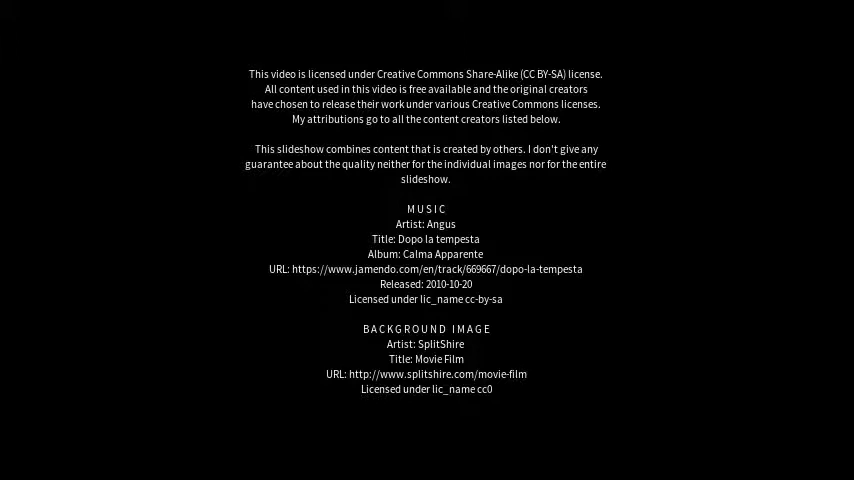 This video is licensed under Creative Commons Share-Alike (CC BY-SA) license.
All content used in this video is free available and the original creators
have chosen to release their work under various Creative Commons licenses.
My attributions go to all the content creators listed below.
This slideshow combines content that is created by others. I don't give any
guarantee about the quality neither for the individual images nor for the entire
slideshow.
MUSIC
Artist: Angus
Title: Dopo la tempesta
Album: Calma Apparente
URL: https://www.jamendo.com/en/track/669667/dopo-la-tempesta
Released: 2010-10-20
Licensed under lic_name cc-by-sa
BACKGROUND IMAGE
Artist: SplitShire
Title: Movie Film
URL: http://www.splitshire.com/movie-film
Licensed under lic_name cc0